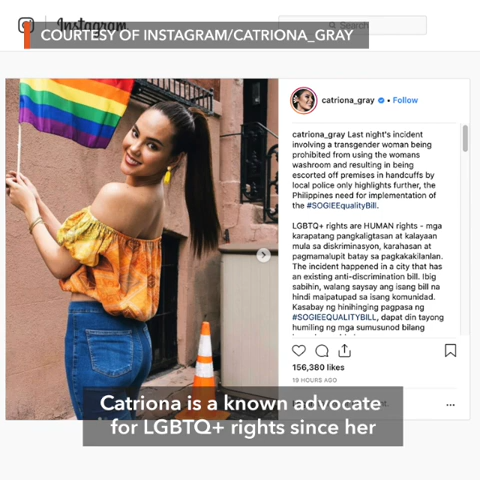 Instagram
Search
COURTESY OF INSTAGRAM/CATRIONA_GRAY
catriona_gray • Follow
catriona_gray Last night's incident
involving a transgender woman being
prohibited from using the womans
washroom and resulting in being
escorted off premises in handcuffs by
local police only highlights further, the
Philippines need for implementation of
the #SOGIEEqualityBill.
LGBTQ+ rights are HUMAN rights - mga
karapatang pangkaligtasan at kalayaan
mula sa diskriminasyon, karahasan at
pagmamalupit batay sa pagkakakilanlan.
The incident happened in a city that has
an existing anti-discrimination bill. Ibig
sabihin, walang saysay ang isang bill na
hindi maipatupad sa isang komunidad.
Kasabay ng hinihinging pagpasa ng
#SOGIEEQUALITYBILL, dapat din tayong
humiling ng mga sumusunod bilang
156,380 likes
19 HOURS AGO
Catriona is a known advocate
for LGBTQ+ rights since her